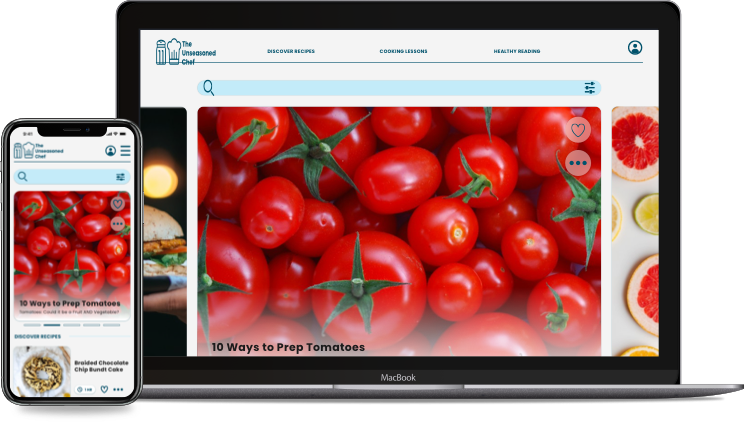 The
Unseasoned
Chef
DISCOVER RECIPES
COOKING LESSONS
HEALTHY READING
10 Ways to Prep Tomatoes
MacBook
9:41
The
Unseasoned
Chef
10 Ways to Prep Tomatoes
Tomatoes: Could it be a Fruit AND Vegetable?
DISCOVER RECIPES
Braided Chocolate
Chip Bundt Cake